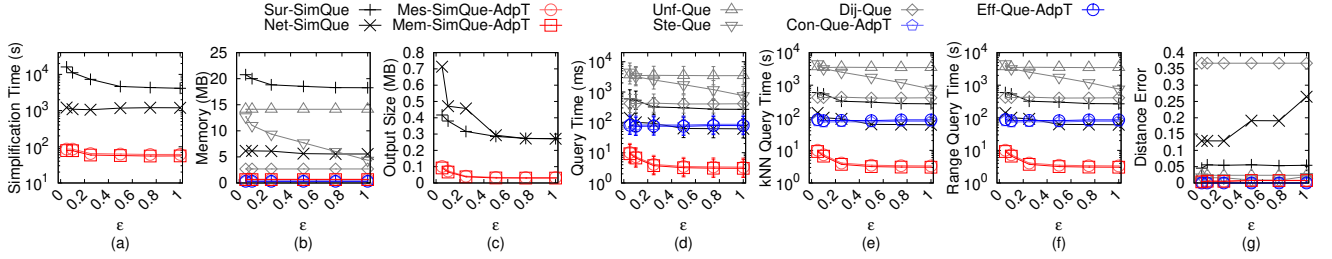 Sur-SimQue Mes-SimQue-AdpT Unf-Que Dij-Que Eff-Que-AdpT
Net-SimQue Mem-SimQue-AdpT Ste-Que Con-Que-AdpT
Simplification Time (s)
10^4
10^3
10^2
10^1
0 0.2 0.4 0.6 0.8 1
ε
(a)
Memory (MB)
25
20
15
10
5
0
0 0.2 0.4 0.6 0.8 1
ε
(b)
Output Size (MB)
0.8
0.6
0.4
0.2
0
0 0.2 0.4 0.6 0.8 1
ε
(c)
Query Time (ms)
10^4
10^3
10^2
10^1
10^0
0 0.2 0.4 0.6 0.8 1
ε
(d)
kNN Query Time (s)
10^4
10^3
10^2
10^1
10^0
0 0.2 0.4 0.6 0.8 1
ε
(e)
Range Query Time (s)
10^4
10^3
10^2
10^1
10^0
0 0.2 0.4 0.6 0.8 1
ε
(f)
Distance Error
0.4
0.35
0.3
0.25
0.2
0.15
0.1
0.05
0
0 0.2 0.4 0.6 0.8 1
ε
(g)